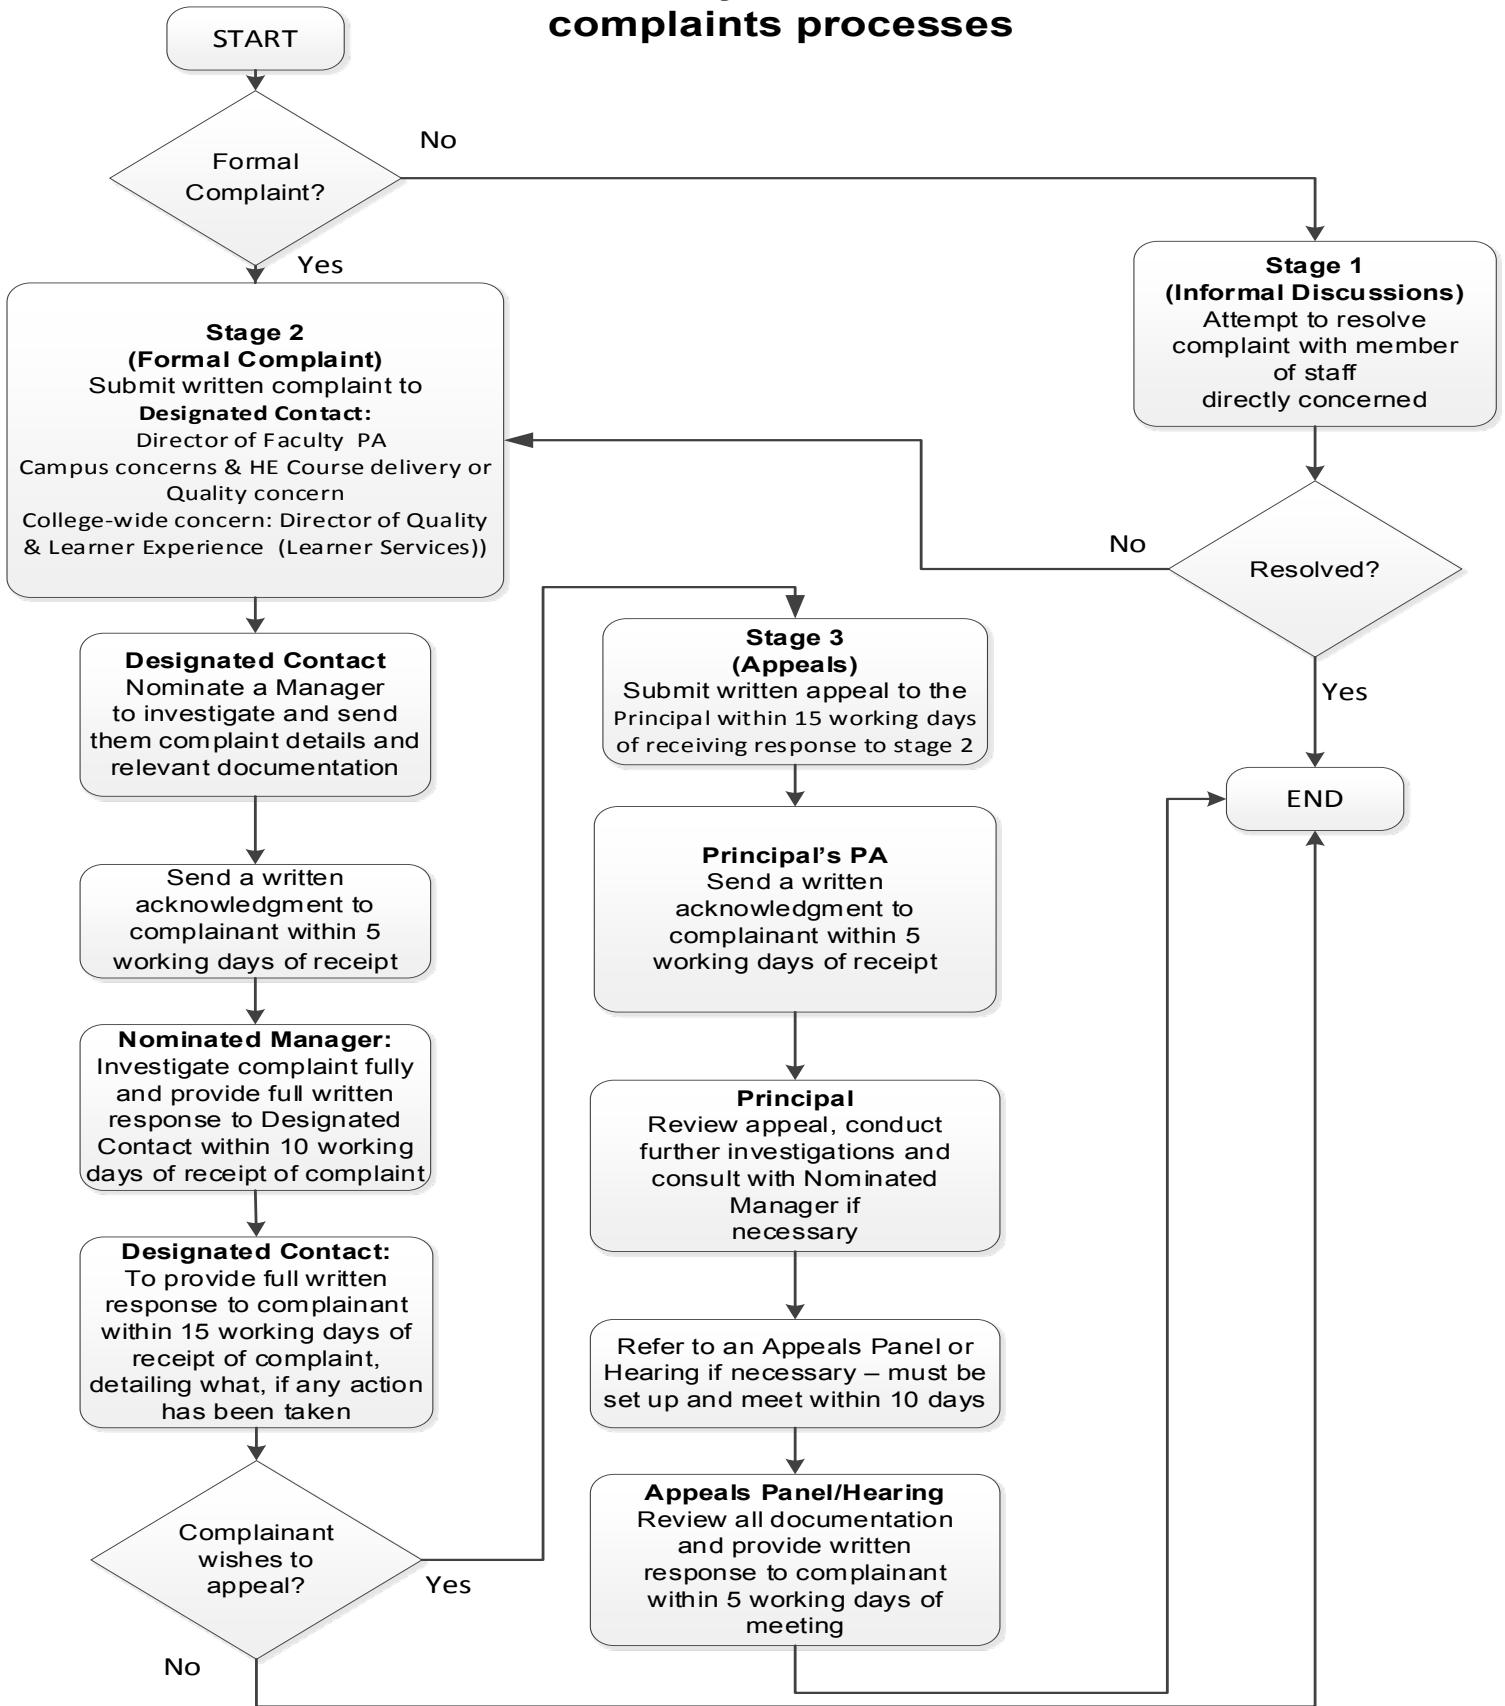 complaints processes
START
Formal
Complaint?
No
Yes
Stage 1
(Informal Discussions)
Attempt to resolve
complaint with member
of staff
directly concerned
Resolved?
No
Yes
END
Stage 2
(Formal Complaint)
Submit written complaint to
Designated Contact:
Director of Faculty PA
Campus concerns & HE Course delivery or
Quality concern
College-wide concern: Director of Quality
& Learner Experience (Learner Services))
Designated Contact
Nominate a Manager
to investigate and send
them complaint details and
relevant documentation
Send a written
acknowledgment to
complainant within 5
working days of receipt
Nominated Manager:
Investigate complaint fully
and provide full written
response to Designated
Contact within 10 working
days of receipt of complaint
Designated Contact:
To provide full written
response to complainant
within 15 working days of
receipt of complaint,
detailing what, if any action
has been taken
Complainant
wishes to
appeal?
Yes
No
Stage 3
(Appeals)
Submit written appeal to the
Principal within 15 working days
of receiving response to stage 2
Principal’s PA
Send a written
acknowledgment to
complainant within 5
working days of receipt
Principal
Review appeal, conduct
further investigations and
consult with Nominated
Manager if
necessary
Refer to an Appeals Panel or
Hearing if necessary – must be
set up and meet within 10 days
Appeals Panel/Hearing
Review all documentation
and provide written
response to complainant
within 5 working days of
meeting